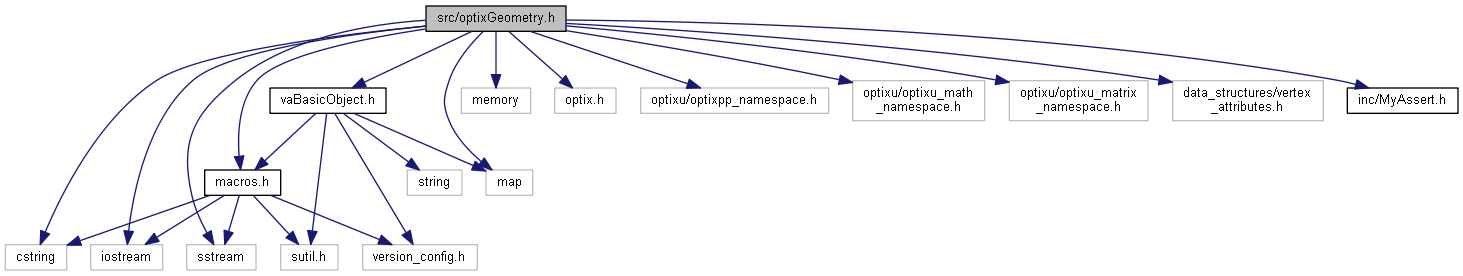 src/optixGeometry.h
vaBasicObject.h
memory
optix.h
optixu/optixpp_namespace.h
optixu/optixu_math
_namespace.h
optixu/optixu_matrix
_namespace.h
data_structures/vertex
_attributes.h
inc/MyAssert.h
macros.h
string
map
cstring
iostream
sstream
sutil.h
version_config.h